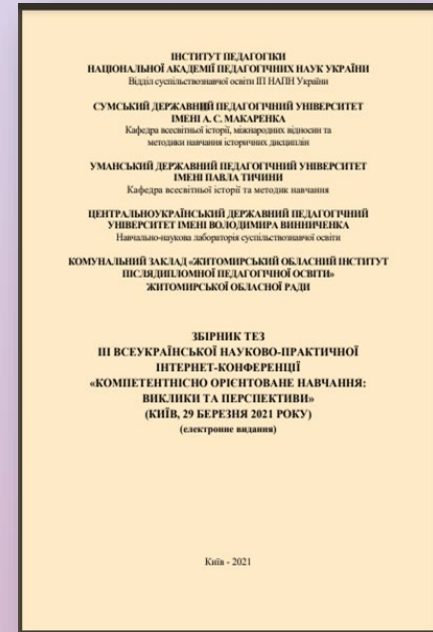 ІНСТИТУТ ПЕДАГОГІКИ
НАЦІОНАЛЬНОЇ АКАДЕМІЇ ПЕДАГОГІЧНИХ НАУК УКРАЇНИ
Відділ суспільствознавчої освіти ІП НАПН України
СУМСЬКИЙ ДЕРЖАВНИЙ ПЕДАГОГІЧНИЙ УНІВЕРСИТЕТ
ІМЕНІ А. С. МАКАРЕНКА
Кафедра всесвітньої історії, міжнародних відносин та
методики навчання історичних дисциплін
УМАНСЬКИЙ ДЕРЖАВНИЙ ПЕДАГОГІЧНИЙ УНІВЕРСИТЕТ
ІМЕНІ ПАВЛА ТИЧИНИ
Кафедра всесвітньої історії та методик навчання
ЦЕНТРАЛЬНОУКРАЇНСЬКИЙ ДЕРЖАВНИЙ ПЕДАГОГІЧНИЙ
УНІВЕРСИТЕТ ІМЕНІ ВОЛОДИМИРА ВИННИЧЕНКА
Навчально-наукова лабораторія суспільствознавчої освіти
КОМУНАЛЬНИЙ ЗАКЛАД «ЖИТОМИРСЬКИЙ ОБЛАСНИЙ ІНСТИТУТ
ПІСЛЯДИПЛОМНОЇ ПЕДАГОГІЧНОЇ ОСВІТИ»
ЖИТОМИРСЬКОЇ ОБЛАСНОЇ РАДИ
ЗБІРНИК ТЕЗ
ІІІ ВСЕУКРАЇНСЬКОЇ НАУКОВО-ПРАКТИЧНОЇ
ІНТЕРНЕТ-КОНФЕРЕНЦІЇ
«КОМПЕТЕНТНІСНО ОРІЄНТОВАНЕ НАВЧАННЯ:
ВИКЛИКИ ТА ПЕРСПЕКТИВИ»
(КИЇВ, 29 БЕРЕЗНЯ 2021 РОКУ)
(електронне видання)
Київ - 2021